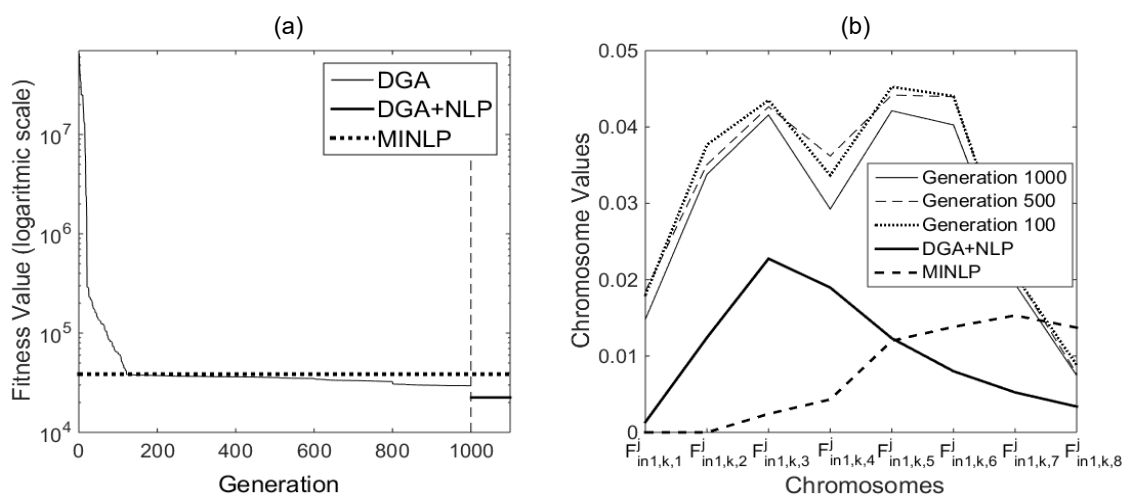 (a)
Fitness Value (logaritmic scale)
10^7
10^6
10^5
10^4
DGA
DGA+NLP
MINLP
0 200 400 600 800 1000
Generation
(b)
Chromosome Values
0.05
0.04
0.03
0.02
0.01
0
Generation 1000
Generation 500
Generation 100
DGA+NLP
MINLP
F^j_in1,k,1 F^j_in1,k,2 F^j_in1,k,3 F^j_in1,k,4 F^j_in1,k,5 F^j_in1,k,6 F^j_in1,k,7 F^j_in1,k,8
Chromosomes